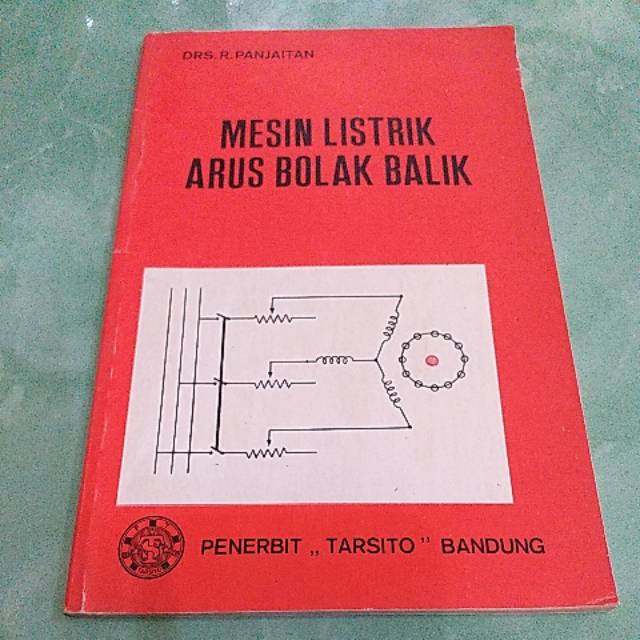 DRS. R. PANJAITAN
MESIN LISTRIK
ARUS BOLAK BALIK
PENERBIT „ TARSITO ” BANDUNG